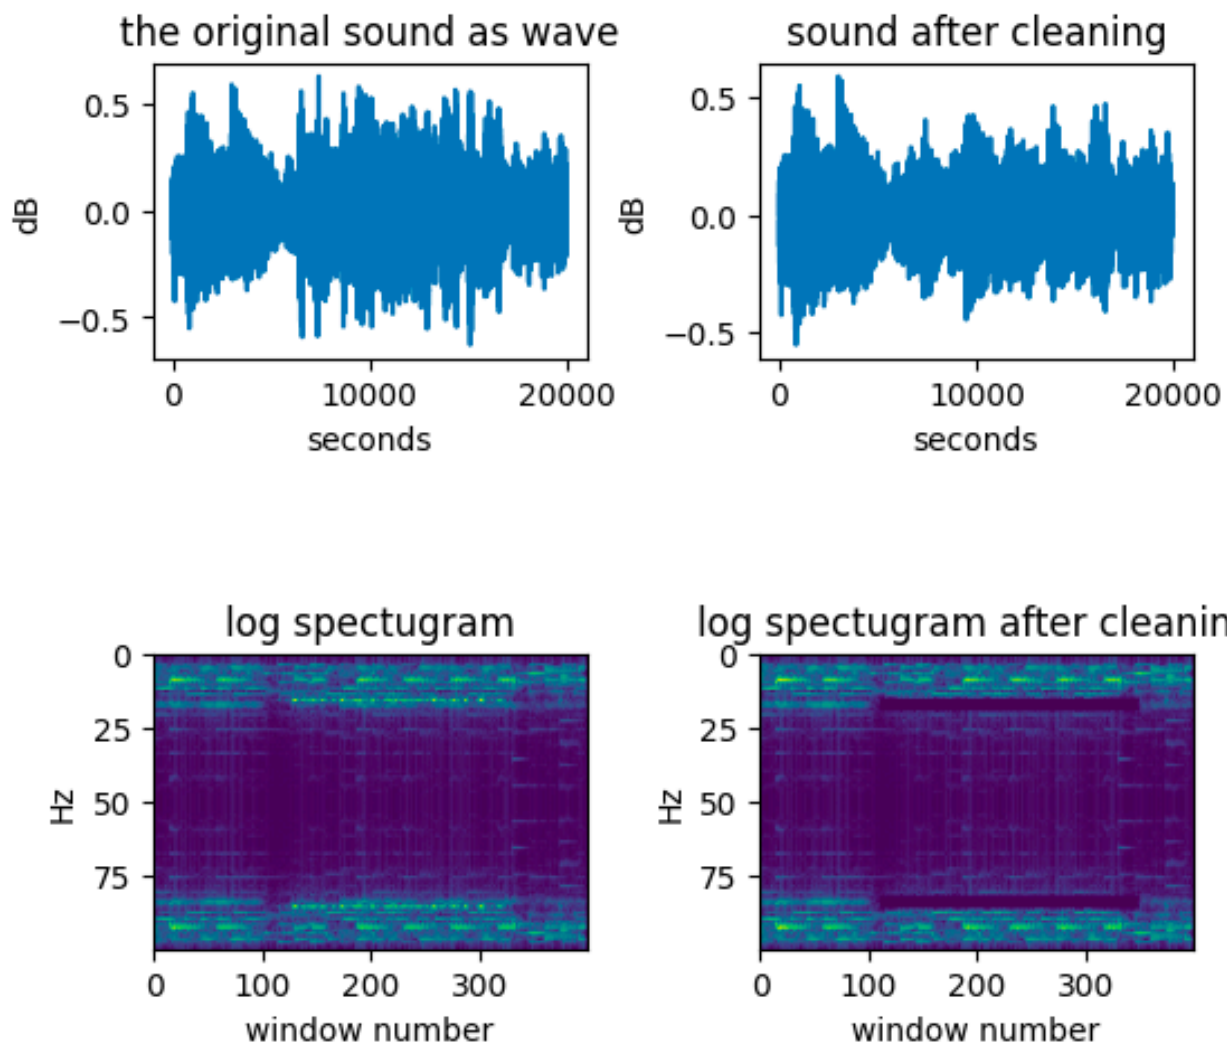 the original sound as wave
sound after cleaning
0.5
0.0
−0.5
dB
0
10000
20000
seconds
0.5
0.0
−0.5
dB
0
10000
20000
seconds
log spectugram
log spectugram after cleanin
0
25
50
75
Hz
0
100
200
300
window number
0
25
50
75
Hz
0
100
200
300
window number